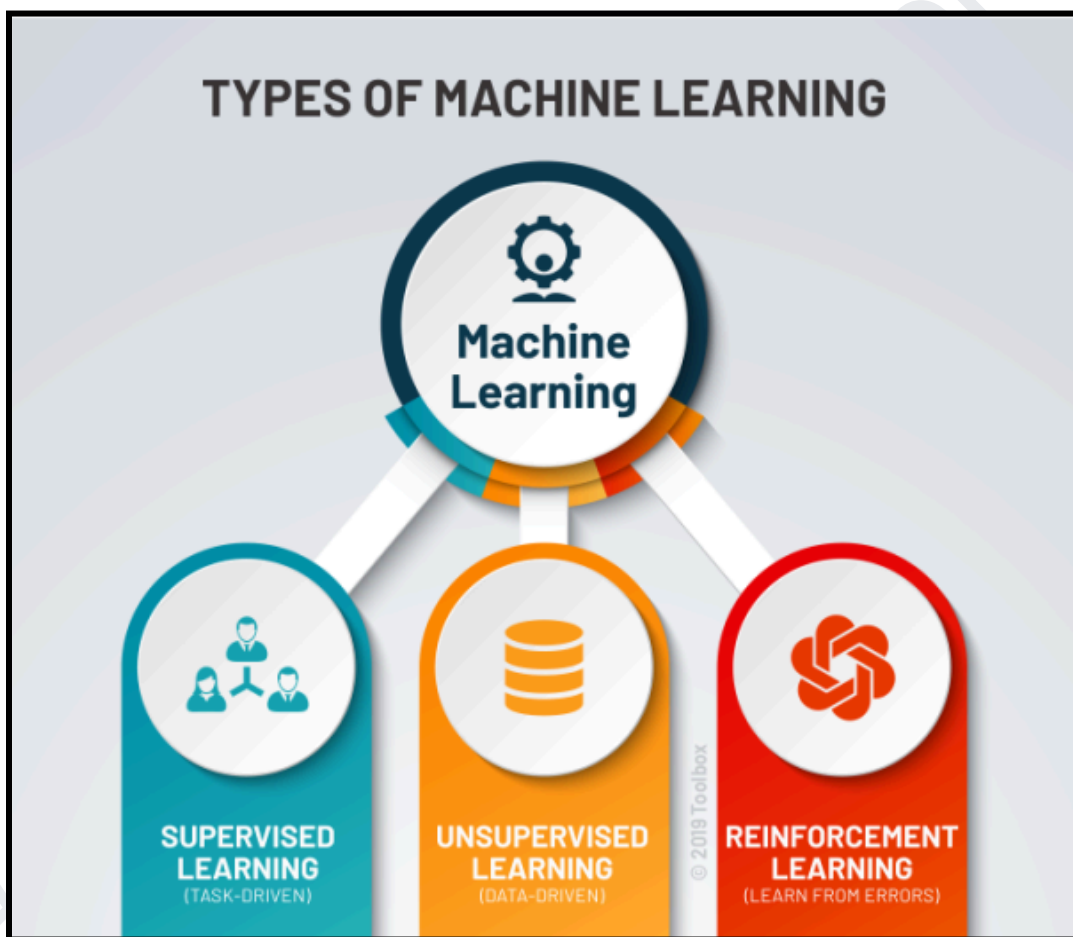 TYPES OF MACHINE LEARNING
Machine
Learning
SUPERVISED
LEARNING
(TASK-DRIVEN)
UNSUPERVISED
LEARNING
(DATA-DRIVEN)
© 2019 Toolbox
REINFORCEMENT
LEARNING
(LEARN FROM ERRORS)